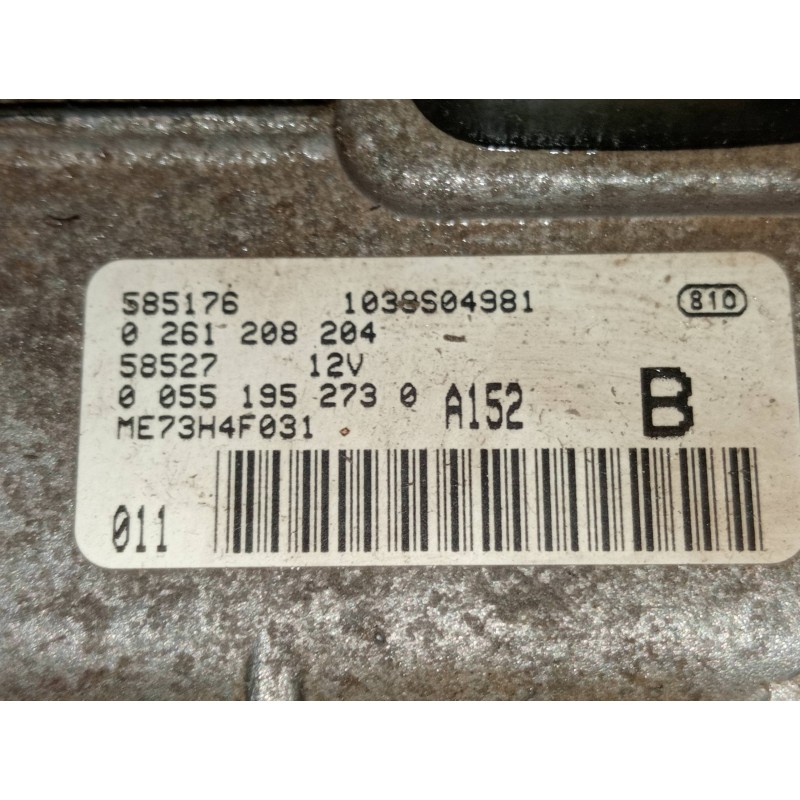 585176 1038S04981 810
0 261 208 204
58527 12V
0 055 195 273 0 A152 B
ME73H4F031
011